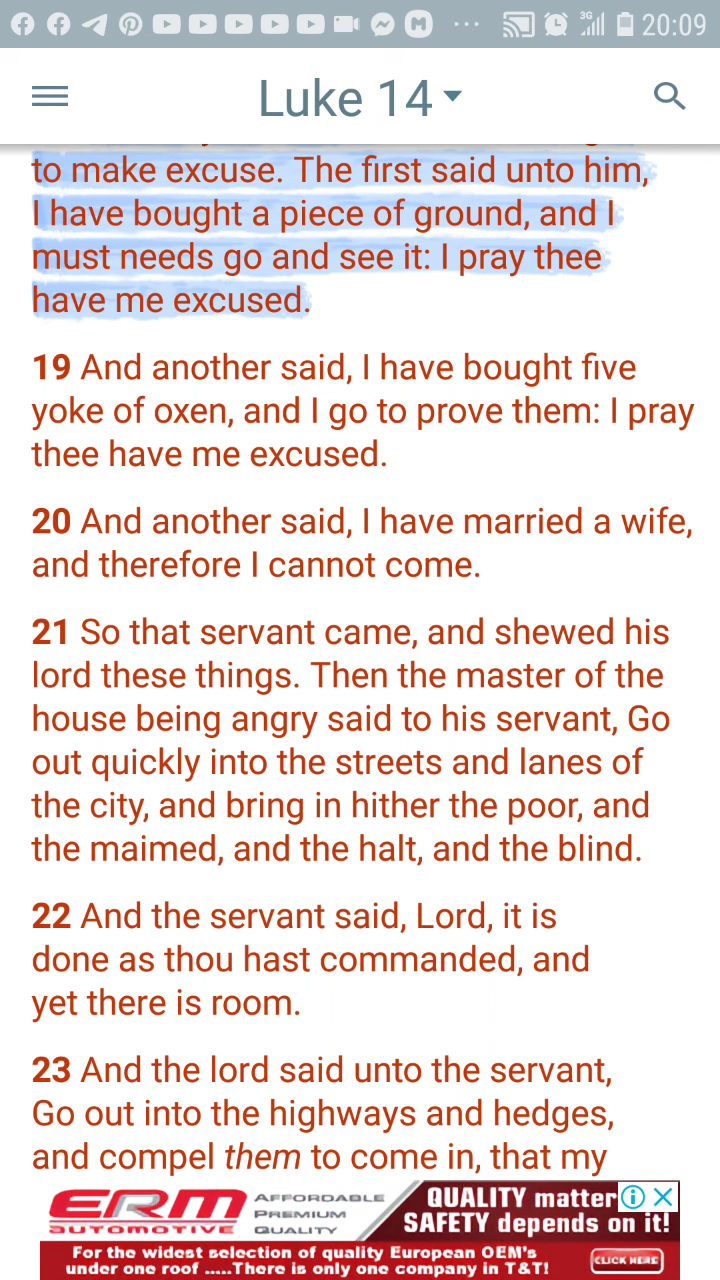 3G 20:09
Luke 14
to make excuse. The first said unto him,
I have bought a piece of ground, and I
must needs go and see it: I pray thee
have me excused.
19 And another said, I have bought five
yoke of oxen, and I go to prove them: I pray
thee have me excused.
20 And another said, I have married a wife,
and therefore I cannot come.
21 So that servant came, and shewed his
lord these things. Then the master of the
house being angry said to his servant, Go
out quickly into the streets and lanes of
the city, and bring in hither the poor, and
the maimed, and the halt, and the blind.
22 And the servant said, Lord, it is
done as thou hast commanded, and
yet there is room.
23 And the lord said unto the servant,
Go out into the highways and hedges,
and compel them to come in, that my
ERM
AUTOMOTIVE
AFFORDABLE
PREMIUM
QUALITY
QUALITY matter
SAFETY depends on it!
For the widest selection of quality European OEM's
under one roof .....There is only one company in T&T!
CLICK HERE